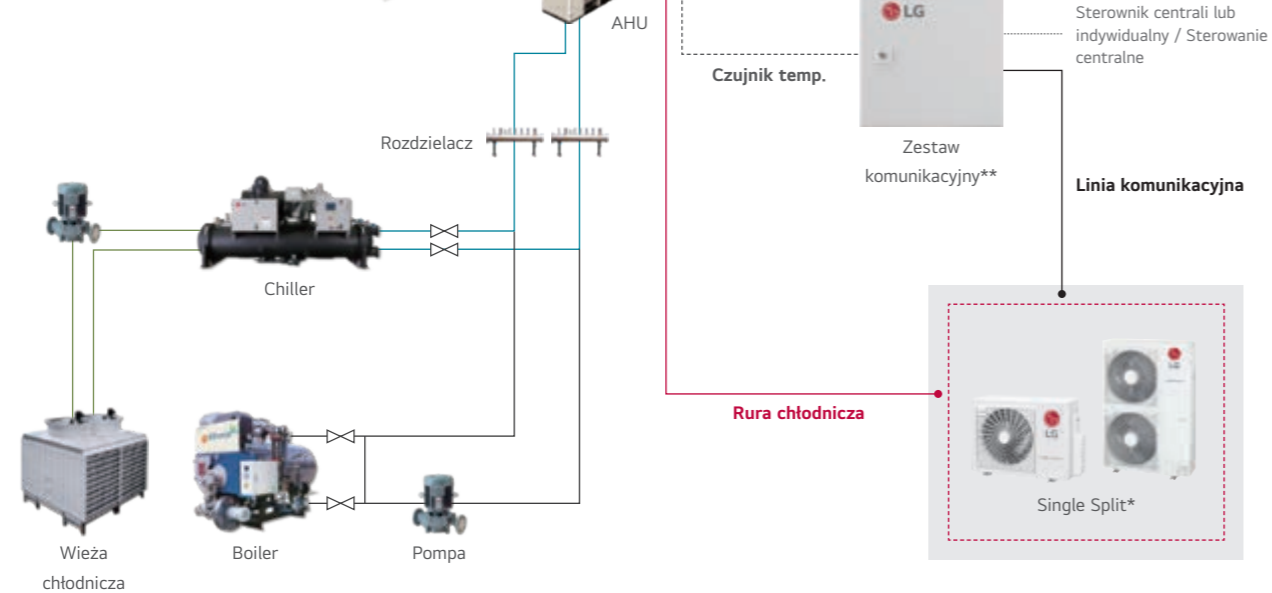 AHU
Rozdzielacz
Chiller
Wieża
chłodnicza
Boiler
Pompa
LG
Sterownik centrali lub
indywidualny / Sterowanie
centralne
Czujnik temp.
Zestaw
komunikacyjny**
Linia komunikacyjna
Rura chłodnicza
LG
LG
Single Split*